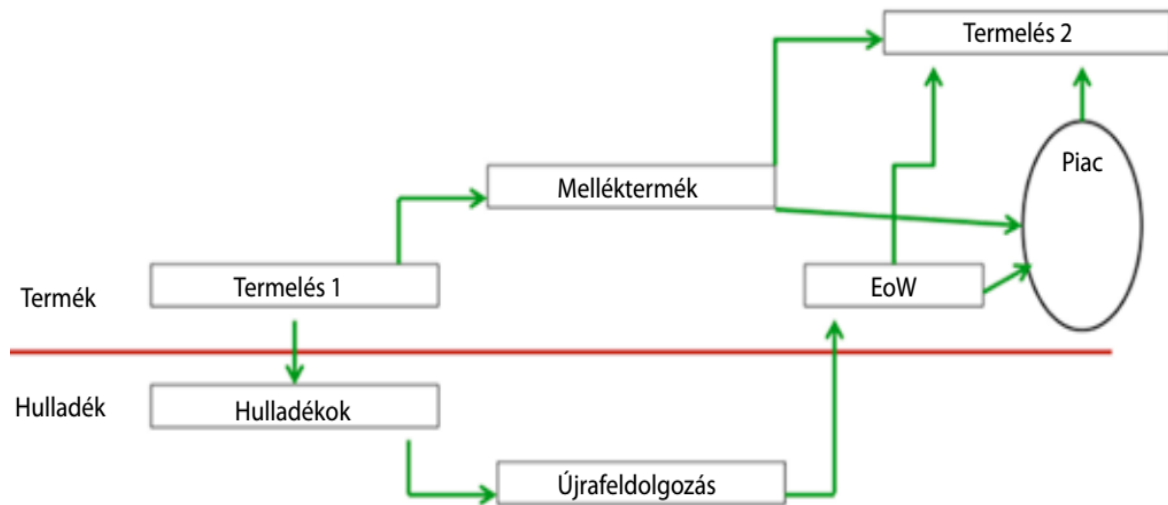 Termelés 2
Piac
Melléktermék
Termelés 1
EoW
Termék
Hulladékok
Hulladék
Újrafeldolgozás